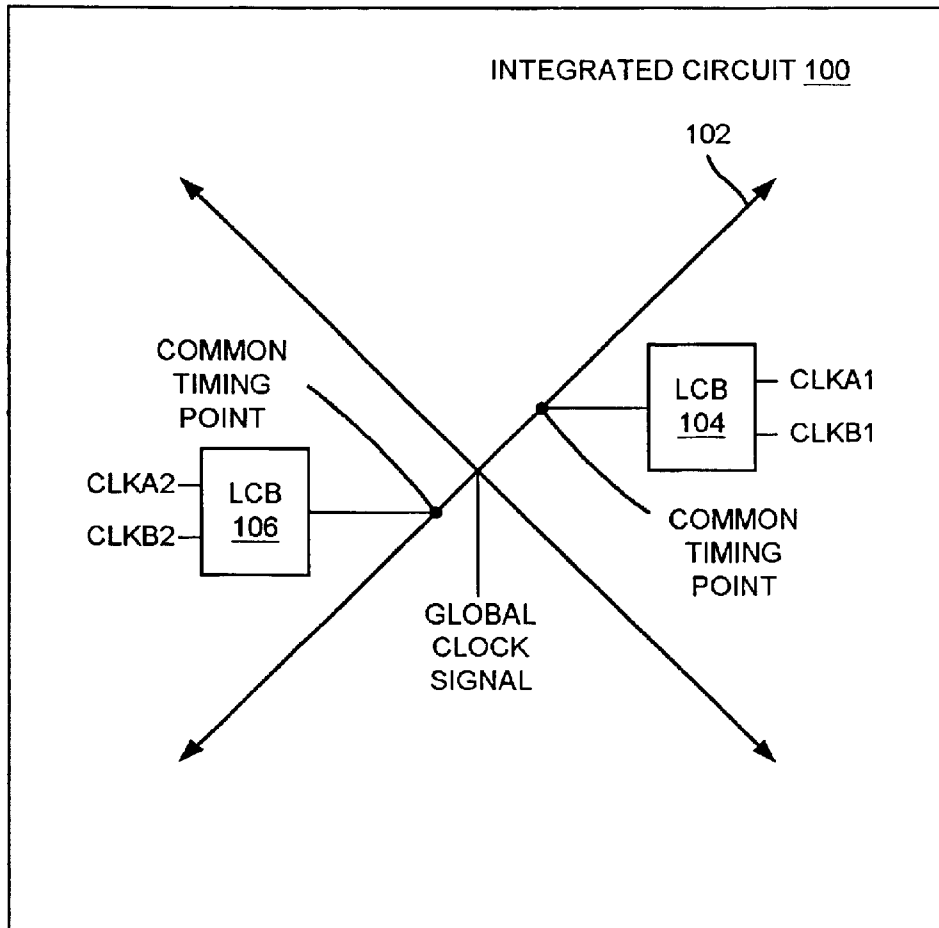 INTEGRATED CIRCUIT 100
102
COMMON
TIMING
POINT
LCB
104
CLKA1
CLKB1
CLKA2
CLKB2
LCB
106
COMMON
TIMING
POINT
GLOBAL
CLOCK
SIGNAL